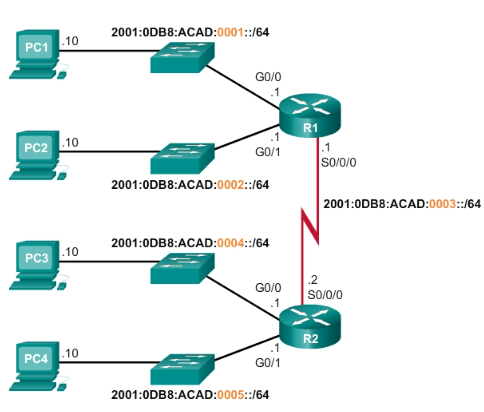 2001:0DB8:ACAD:0001::/64
PC1
.10
G0/0
.1
R1
PC2
.10
.1
G0/1
.1
S0/0/0
2001:0DB8:ACAD:0002::/64
2001:0DB8:ACAD:0003::/64
2001:0DB8:ACAD:0004::/64
PC3
.10
G0/0
.1
.2
S0/0/0
R2
PC4
.10
.1
G0/1
2001:0DB8:ACAD:0005::/64